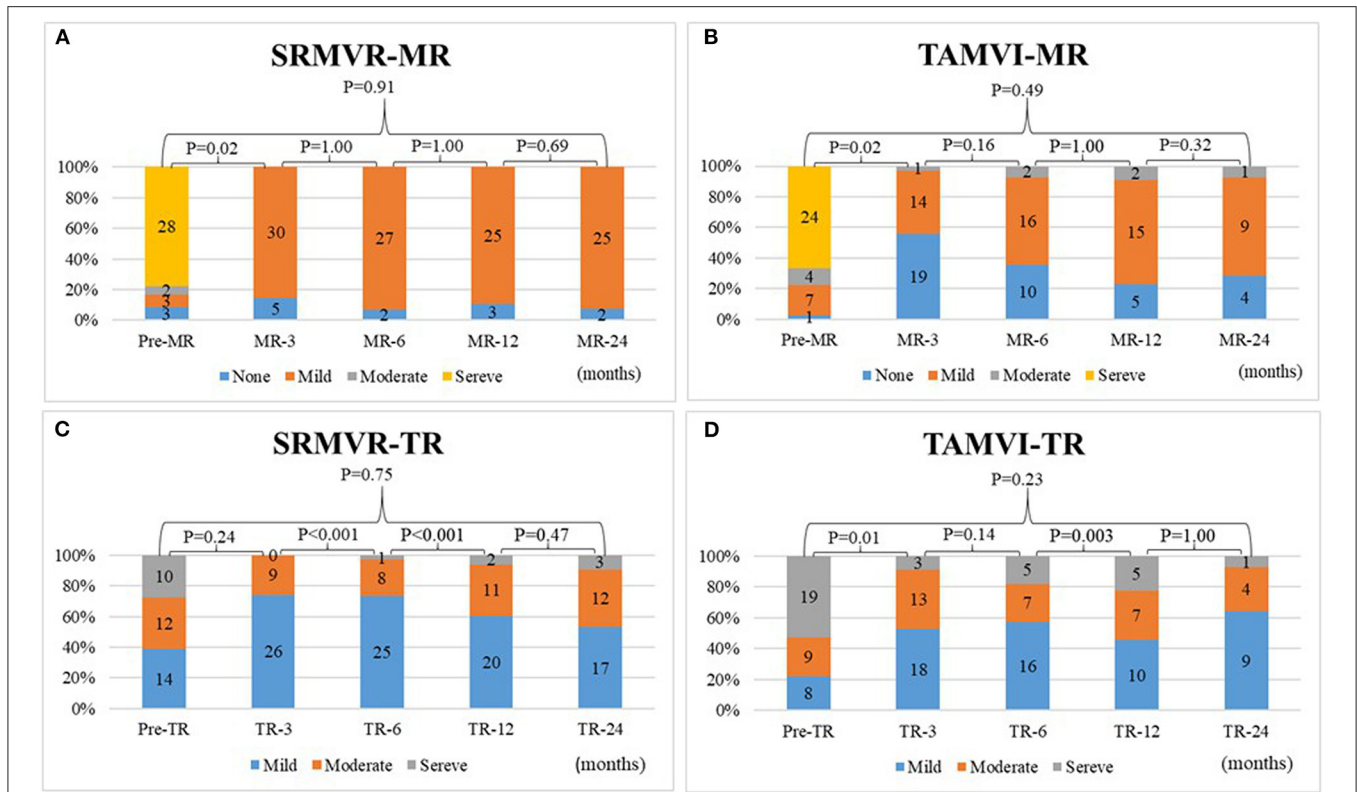 A
SRMVR-MR
P=0.91
P=0.02 P=1.00 P=1.00 P=0.69
100%
80%
60%
40%
20%
0%
28 2 3 3
30 5
27 2
25 3
25 2
Pre-MR MR-3 MR-6 MR-12 MR-24
None Mild Moderate Sereve (months)
B
TAMVI-MR
P=0.49
P=0.02 P=0.16 P=1.00 P=0.32
100%
80%
60%
40%
20%
0%
24 4 7 1
1 14 19
2 16 10
2 15 5
1 9 4
Pre-MR MR-3 MR-6 MR-12 MR-24
None Mild Moderate Sereve (months)
C
SRMVR-TR
P=0.75
P=0.24 P<0.001 P<0.001 P=0.47
100%
80%
60%
40%
20%
0%
10 12 14
0 9 26
1 8 25
2 11 20
3 12 17
Pre-TR TR-3 TR-6 TR-12 TR-24
Mild Moderate Sereve (months)
D
TAMVI-TR
P=0.23
P=0.01 P=0.14 P=0.003 P=1.00
100%
80%
60%
40%
20%
0%
19 9 8
3 13 18
5 7 16
5 7 10
1 4 9
Pre-TR TR-3 TR-6 TR-12 TR-24
Mild Moderate Sereve (months)